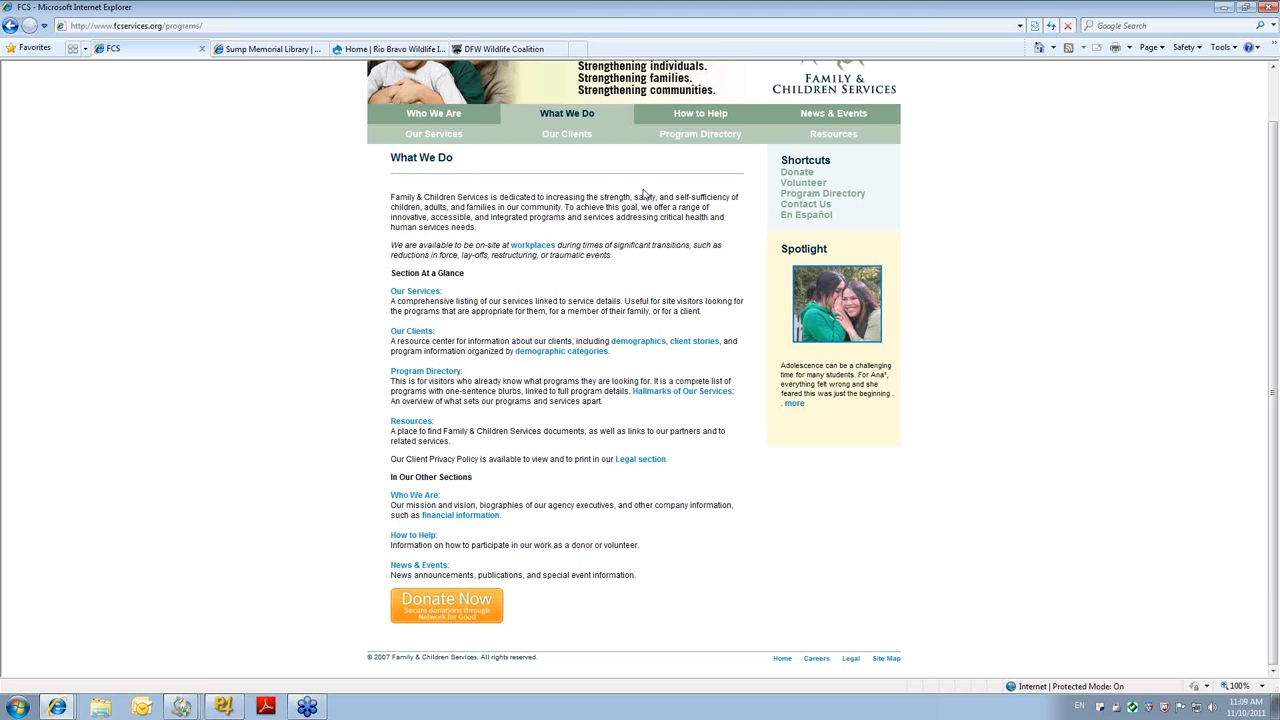 FCS - Microsoft Internet Explorer
http://www.fcservices.org/programs/
Google Search
Favorites
FCS
Sump Memorial Library | ...
Home | Rio Bravo Wildlife I...
DFW Wildlife Coalition
Page
Safety
Tools
Strengthening individuals.
Strengthening families.
Strengthening communities.
FAMILY &
CHILDREN SERVICES
Who We Are
What We Do
How to Help
News & Events
Our Services
Our Clients
Program Directory
Resources
What We Do
Family & Children Services is dedicated to increasing the strength, safety, and self-sufficiency of
children, adults, and families in our community. To achieve this goal, we offer a range of
innovative, accessible, and integrated programs and services addressing critical health and
human services needs.
We are available to be on-site at workplaces during times of significant transitions, such as
reductions in force, lay-offs, restructuring, or traumatic events.
Section At a Glance
Our Services:
A comprehensive listing of our services linked to service details. Useful for site visitors looking for
the programs that are appropriate for them, for a member of their family, or for a client.
Our Clients:
A resource center for information about our clients, including demographics, client stories, and
program information organized by demographic categories.
Program Directory:
This is for visitors who already know what programs they are looking for. It is a complete list of
programs with one-sentence blurbs, linked to full program details. Hallmarks of Our Services:
An overview of what sets our programs and services apart.
Resources:
A place to find Family & Children Services documents, as well as links to our partners and to
related services.
Our Client Privacy Policy is available to view and to print in our Legal section.
In Our Other Sections
Who We Are:
Our mission and vision, biographies of our agency executives, and other company information,
such as financial information.
How to Help:
Information on how to participate in our work as a donor or volunteer.
News & Events:
News announcements, publications, and special event information.
Donate Now
Secure donations through
Network for Good
Shortcuts
Donate
Volunteer
Program Directory
Contact Us
En Español
Spotlight
Adolescence can be a challenging
time for many students. For Ana*,
everything felt wrong and she
feared this was just the beginning .
. more
© 2007 Family & Children Services. All rights reserved.
Home
Careers
Legal
Site Map
Internet | Protected Mode: On
100%
EN
11:09 AM
11/10/2011